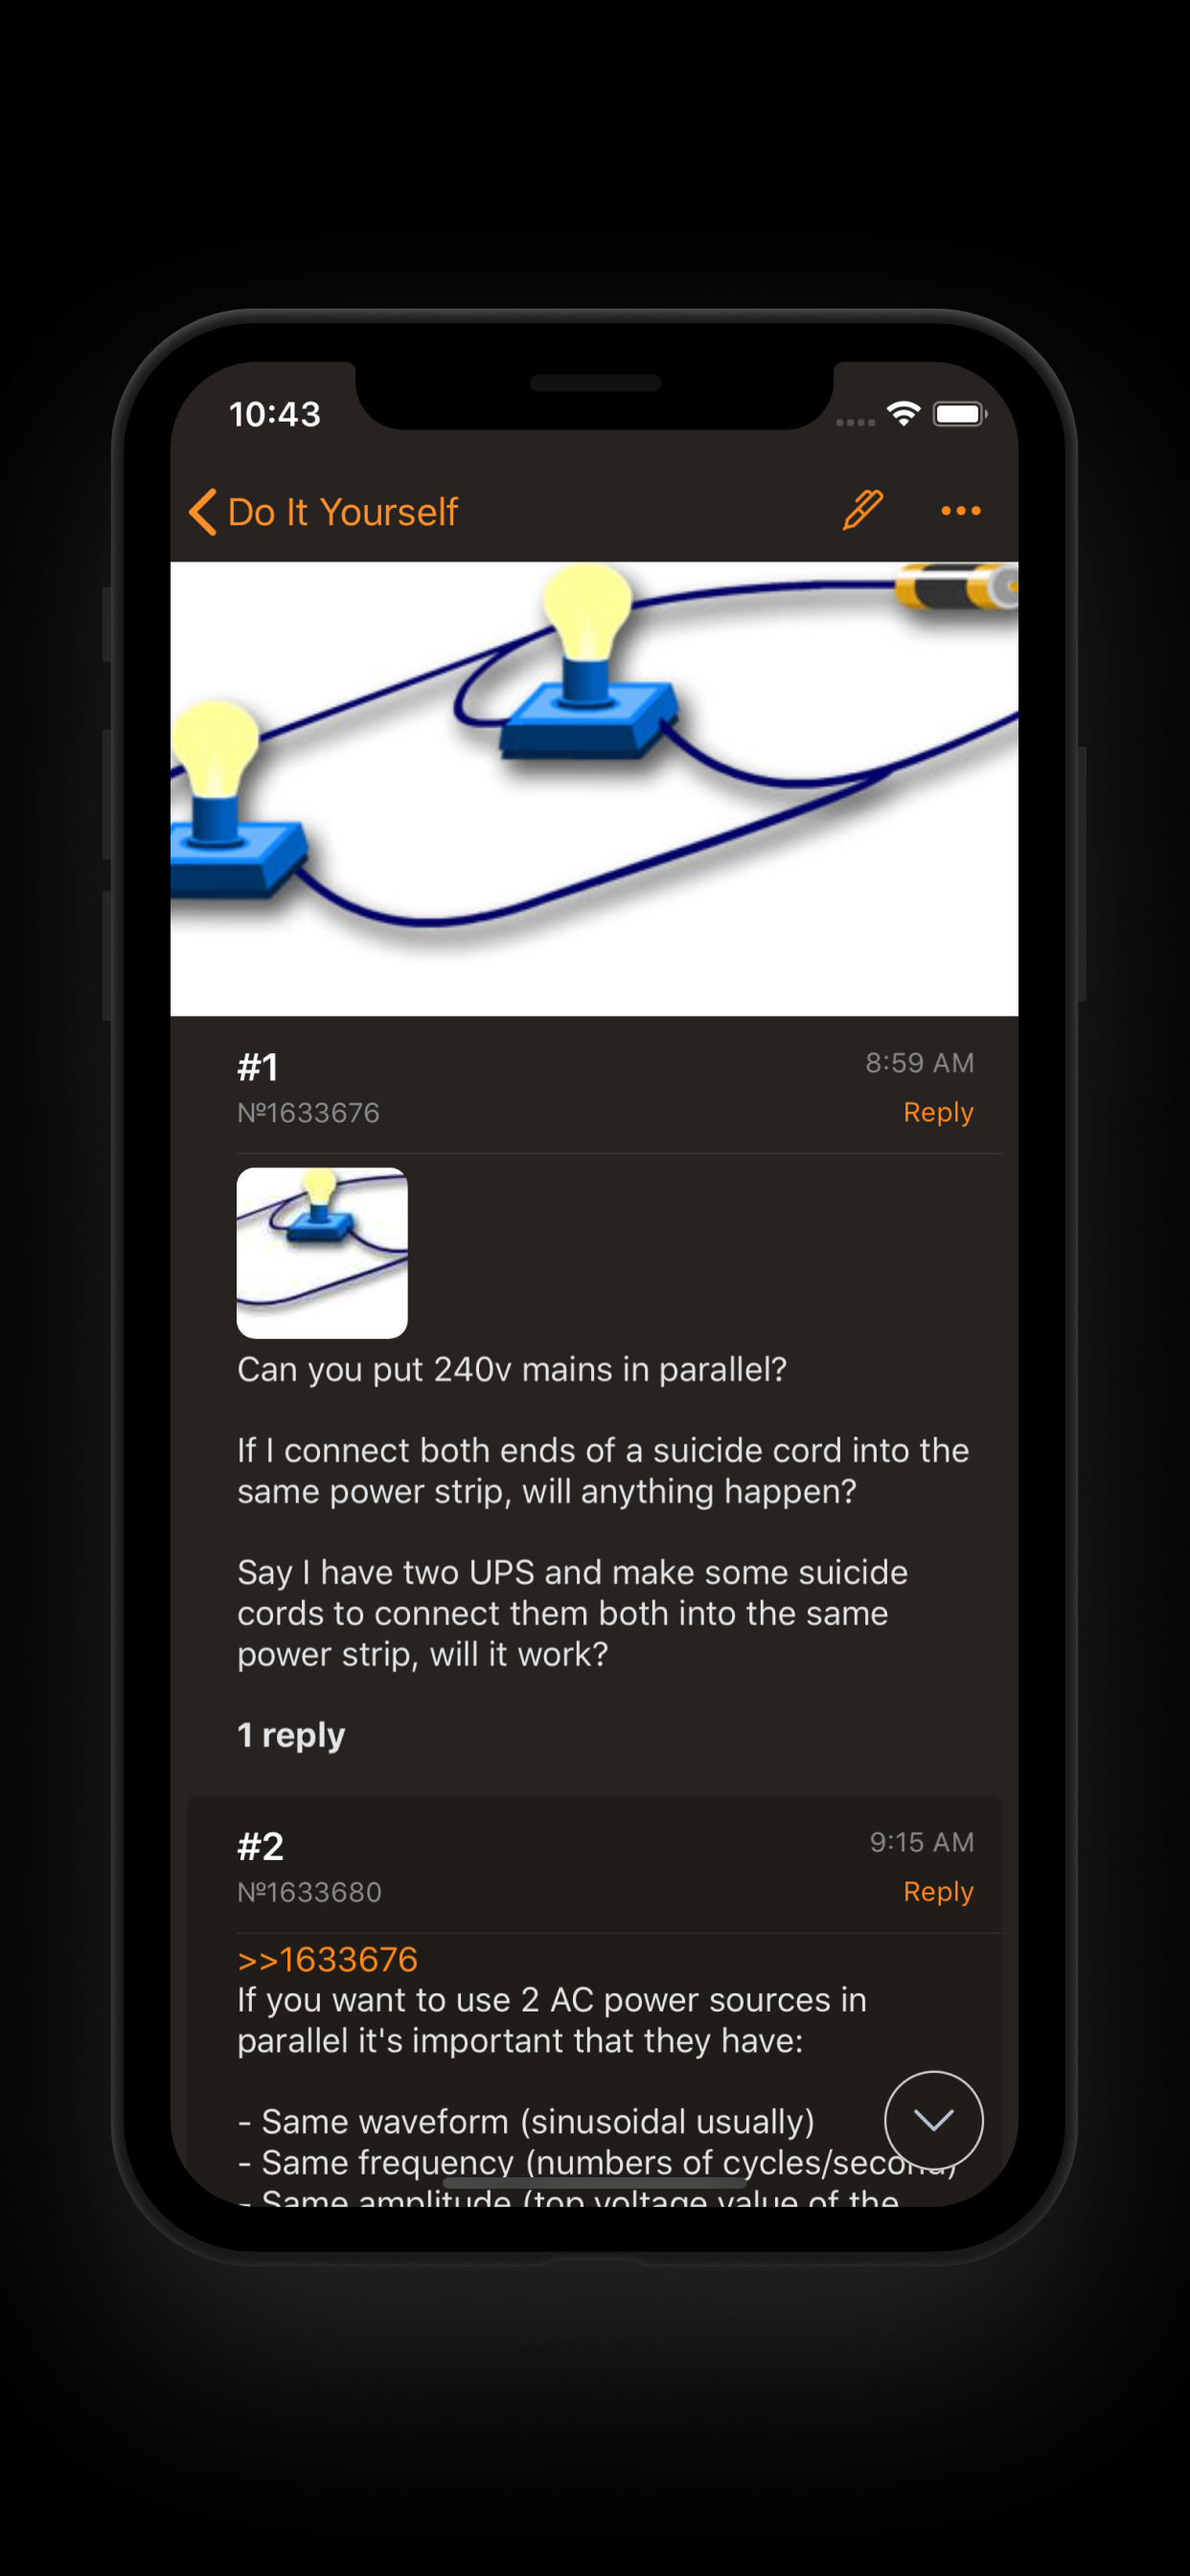 10:43
Do It Yourself
#1
8:59 AM
№1633676
Reply
Can you put 240v mains in parallel?
If I connect both ends of a suicide cord into the
same power strip, will anything happen?
Say I have two UPS and make some suicide
cords to connect them both into the same
power strip, will it work?
1 reply
#2
9:15 AM
№1633680
Reply
>>1633676
If you want to use 2 AC power sources in
parallel it's important that they have:
- Same waveform (sinusoidal usually)
- Same frequency (numbers of cycles/second)
- Same amplitude (top voltage value of the